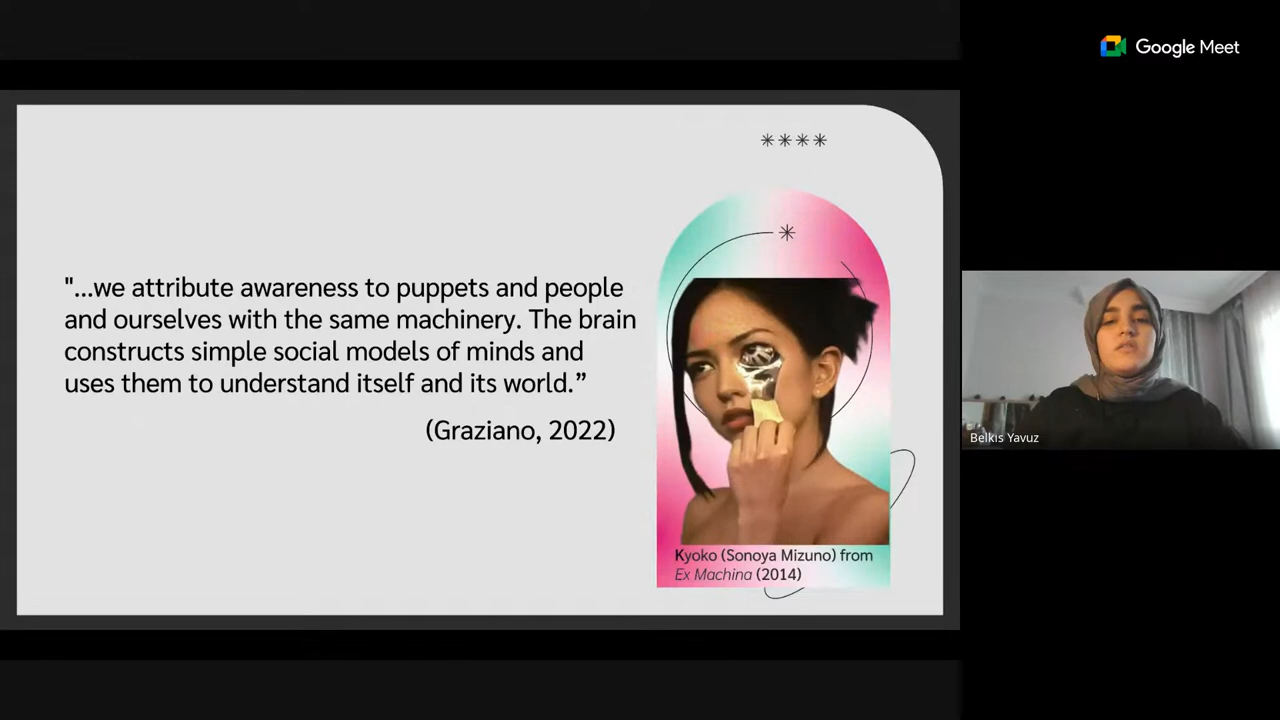 Google Meet
"...we attribute awareness to puppets and people
and ourselves with the same machinery. The brain
constructs simple social models of minds and
uses them to understand itself and its world.”
(Graziano, 2022)
Kyoko (Sonoya Mizuno) from
Ex Machina (2014)
Belkıs Yavuz